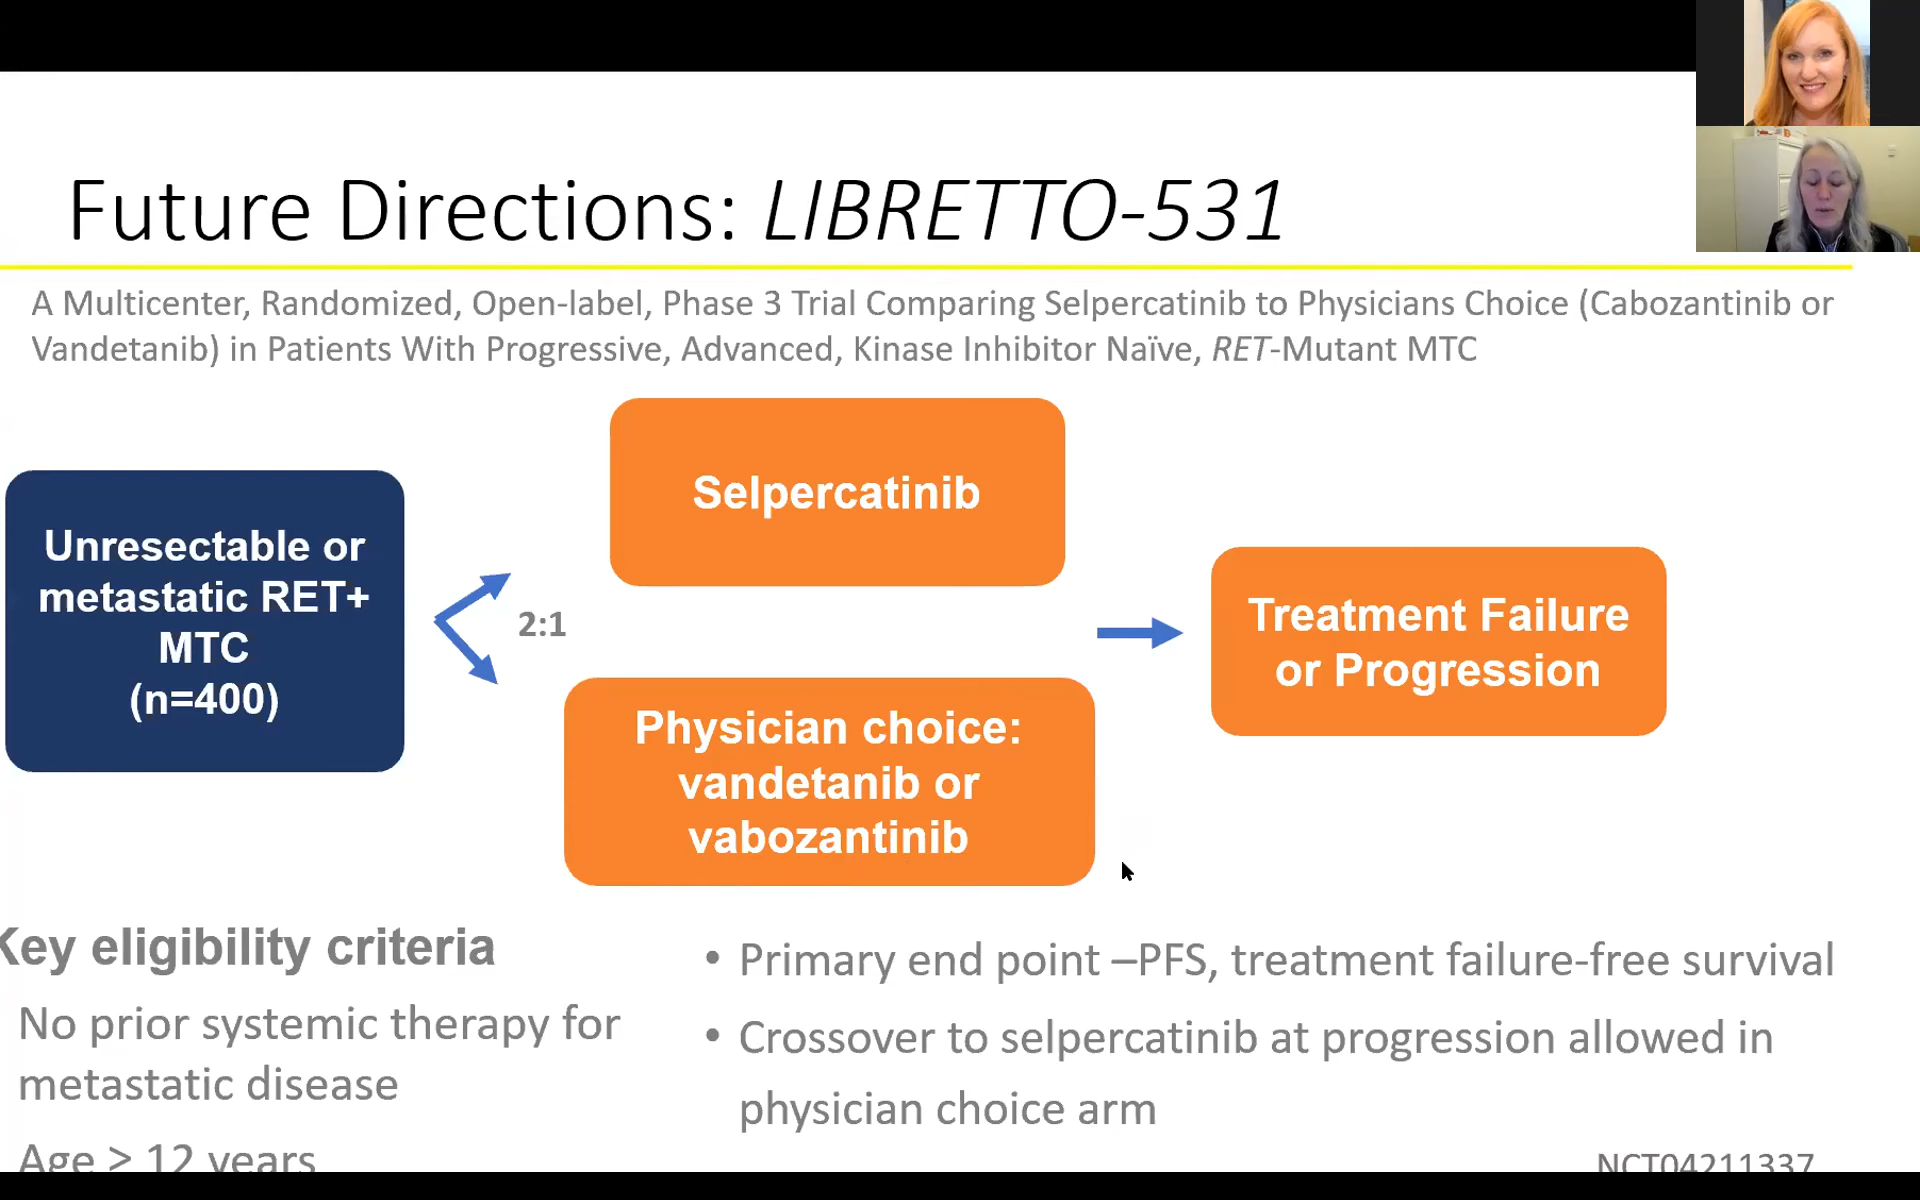 Future Directions: LIBRETTO-531
A Multicenter, Randomized, Open-label, Phase 3 Trial Comparing Selpercatinib to Physicians Choice (Cabozantinib or
Vandetanib) in Patients With Progressive, Advanced, Kinase Inhibitor Naïve, RET-Mutant MTC
Unresectable or
metastatic RET+
MTC
(n=400)
2:1
Selpercatinib
Physician choice:
vandetanib or
vabozantinib
Treatment Failure
or Progression
Key eligibility criteria
No prior systemic therapy for
metastatic disease
Age > 12 years
• Primary end point –PFS, treatment failure-free survival
• Crossover to selpercatinib at progression allowed in
physician choice arm
NCT04211337